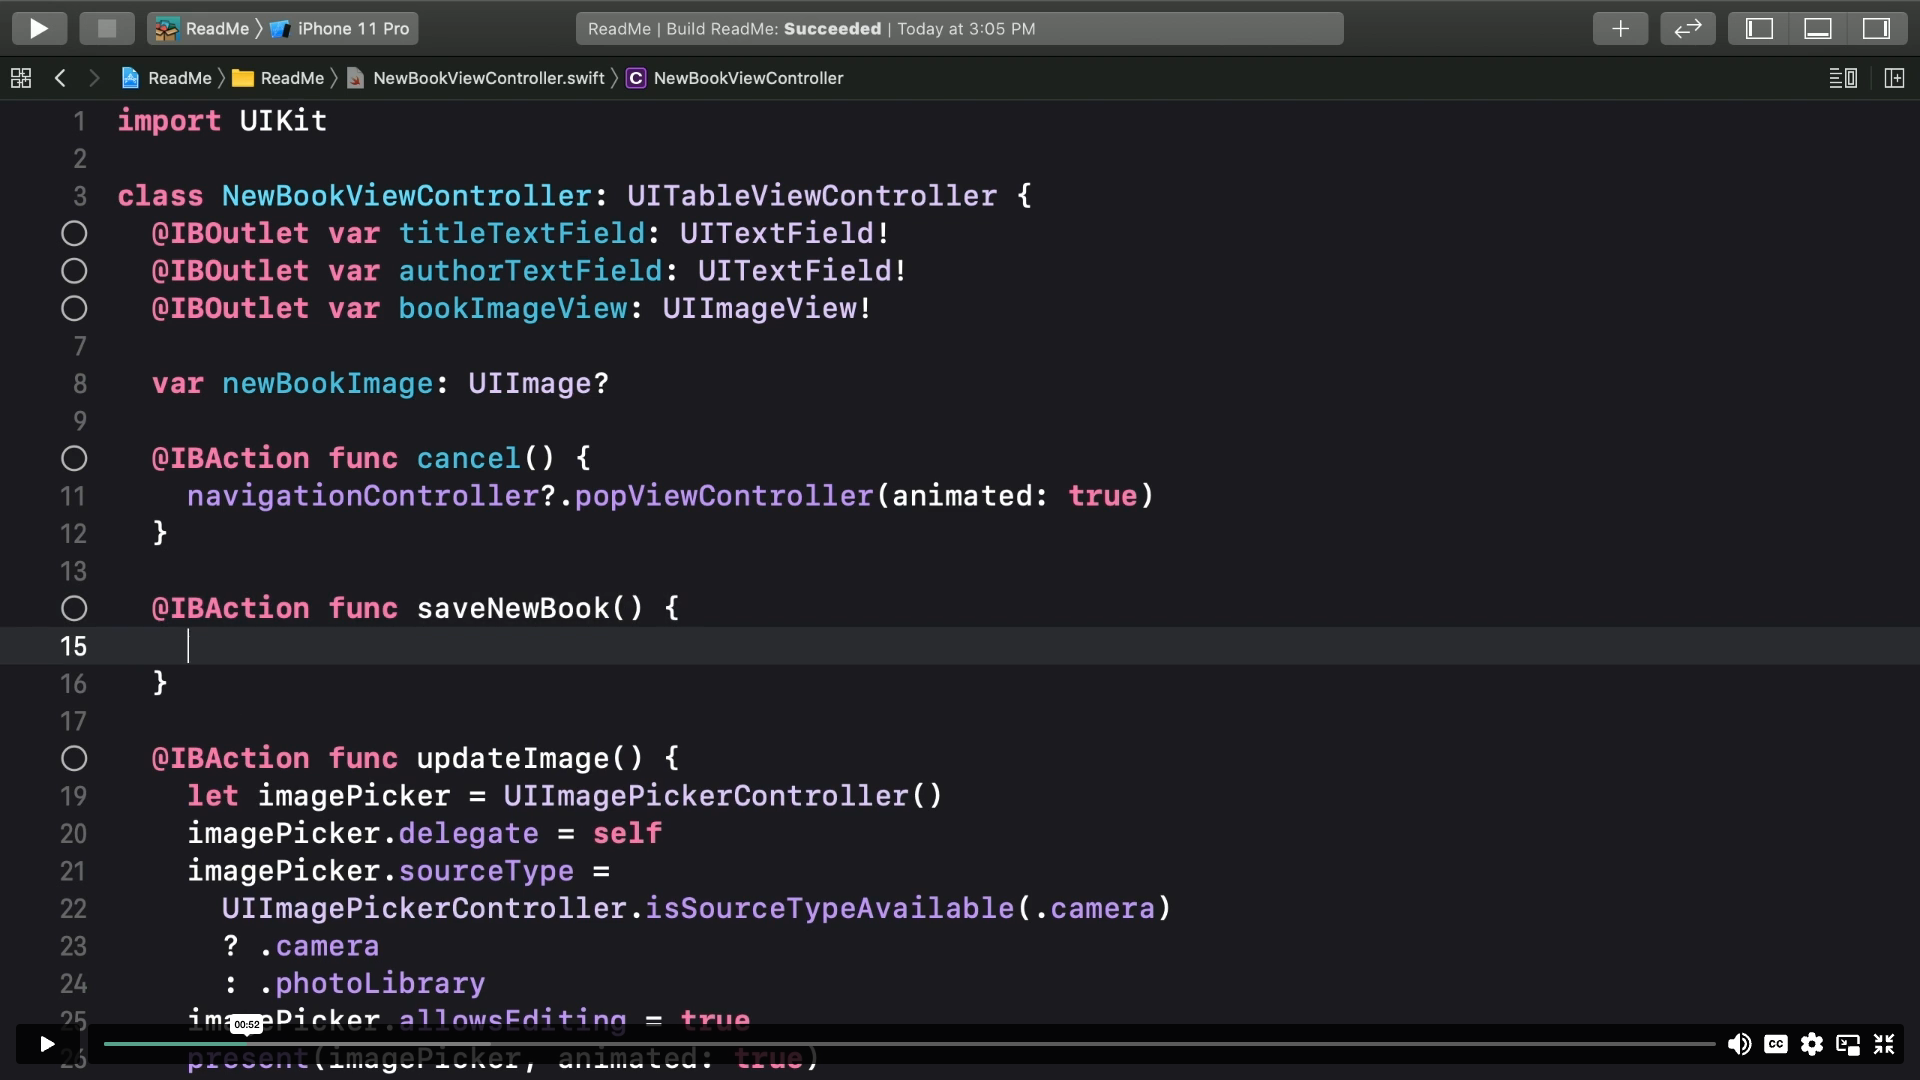 ReadMe 〉 iPhone 11 Pro
ReadMe | Build ReadMe: Succeeded | Today at 3:05 PM
ReadMe 〉 ReadMe 〉 NewBookViewController.swift 〉 C NewBookViewController
1 import UIKit
2
3 class NewBookViewController: UITableViewController {
@IBOutlet var titleTextField: UITextField!
@IBOutlet var authorTextField: UITextField!
@IBOutlet var bookImageView: UIImageView!
7
8 var newBookImage: UIImage?
9
@IBAction func cancel() {
11 navigationController?.popViewController(animated: true)
12 }
13
@IBAction func saveNewBook() {
15
16 }
17
@IBAction func updateImage() {
19 let imagePicker = UIImagePickerController()
20 imagePicker.delegate = self
21 imagePicker.sourceType =
22 UIImagePickerController.isSourceTypeAvailable(.camera)
23 ? .camera
24 : .photoLibrary
25 imagePicker.allowsEditing = true
00:52
26 present(imagePicker, animated: true)
CC